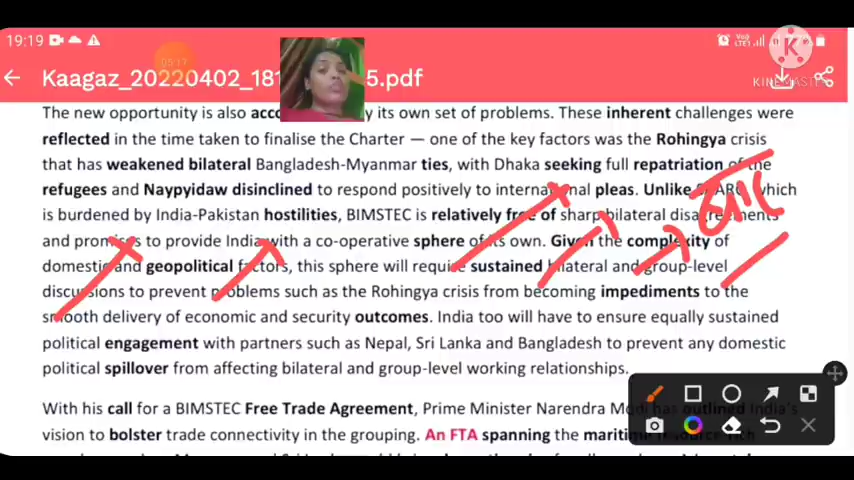 19:19
Kaagaz_20220402_181 5.pdf
KINEMASTER
The new opportunity is also y its own set of problems. These inherent challenges were
reflected in the time taken to finalise the Charter — one of the key factors was the Rohingya crisis
that has weakened bilateral Bangladesh-Myanmar ties, with Dhaka seeking full repatriation of the
refugees and Naypyidaw disinclined to respond positively to international pleas. Unlike SAARC, which
is burdened by India-Pakistan hostilities, BIMSTEC is relatively free of sharp bilateral disagreements
and promises to provide India with a co-operative sphere of its own. Given the complexity of
domestic and geopolitical factors, this sphere will require sustained bilateral and group-level
discussions to prevent problems such as the Rohingya crisis from becoming impediments to the
smooth delivery of economic and security outcomes. India too will have to ensure equally sustained
political engagement with partners such as Nepal, Sri Lanka and Bangladesh to prevent any domestic
political spillover from affecting bilateral and group-level working relationships.
With his call for a BIMSTEC Free Trade Agreement, Prime Minister Narendra Modi has outlined India's
vision to bolster trade connectivity in the grouping. An FTA spanning the maritime resource-rich